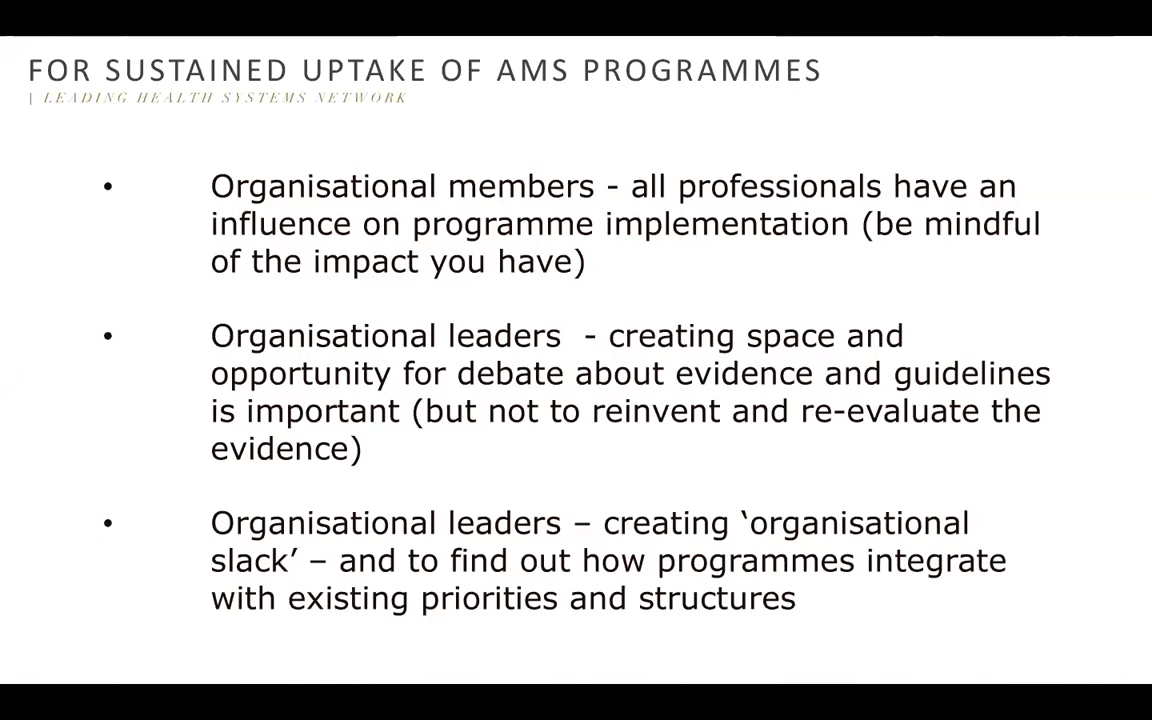 FOR SUSTAINED UPTAKE OF AMS PROGRAMMES
| LEADING HEALTH SYSTEMS NETWORK
• Organisational members - all professionals have an
influence on programme implementation (be mindful
of the impact you have)
• Organisational leaders - creating space and
opportunity for debate about evidence and guidelines
is important (but not to reinvent and re-evaluate the
evidence)
• Organisational leaders – creating ‘organisational
slack’ – and to find out how programmes integrate
with existing priorities and structures